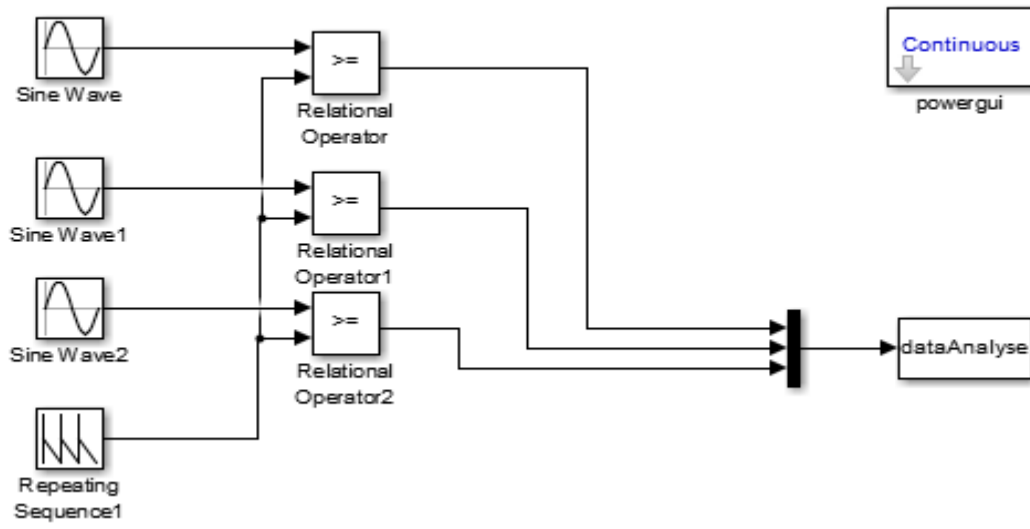 Sine Wave
>=
Relational
Operator
Continuous
powergui
Sine Wave1
>=
Relational
Operator1
Sine Wave2
>=
Relational
Operator2
dataAnalyse
Repeating
Sequence1